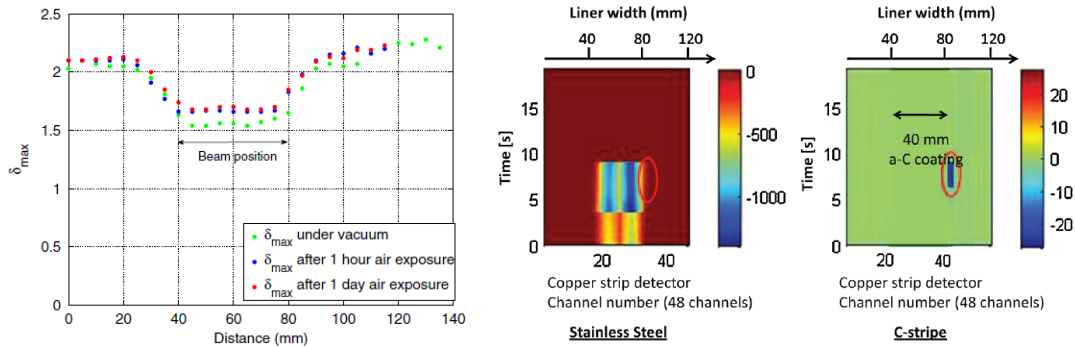 2.5
2
1.5
1
0.5
0
δmax
Beam position
δmax under vacuum
δmax after 1 hour air exposure
δmax after 1 day air exposure
0 20 40 60 80 100 120 140
Distance (mm)
Liner width (mm)
40 80 120
Time [s]
15
10
5
0
0
-500
-1000
20 40
Copper strip detector
Channel number (48 channels)
Stainless Steel
Liner width (mm)
40 80 120
Time [s]
15
10
5
0
40 mm
a-C coating
20
10
0
-10
-20
20 40
Copper strip detector
Channel number (48 channels)
C-stripe